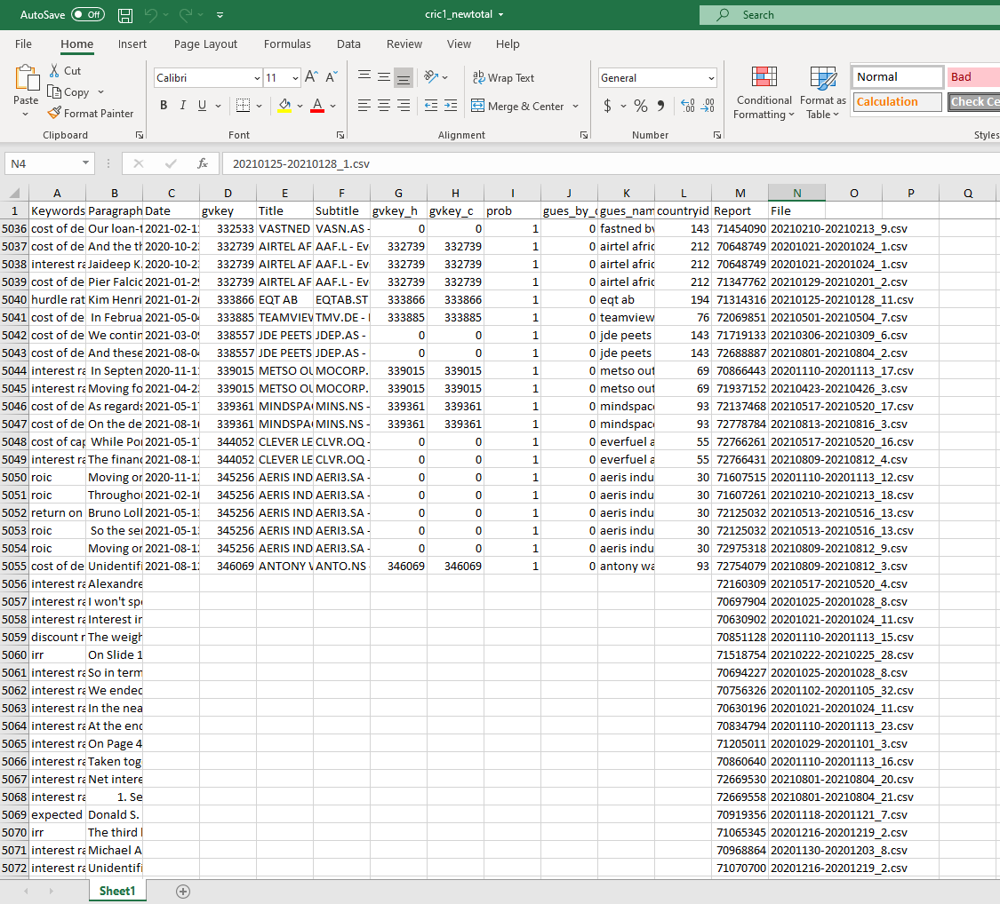 AutoSave Off cric1_newtotal Search
File Home Insert Page Layout Formulas Data Review View Help
Cut
Copy
Paste
Format Painter
Clipboard
Calibri 11
B I U
Font
Wrap Text
Merge & Center
Alignment
General
$ % 9
Number
Conditional Formatting
Format as Table
Normal Bad
Calculation Check Ce
Styles
N4 fx 20210125-20210128_1.csv
A B C D E F G H I J K L M N O P Q
1 Keywords Paragraph Date gvkey Title Subtitle gvkey_h gvkey_c prob gues_by_c gues_nam countryid Report File
5036 cost of de Our loan-t 2021-02-11 332533 VASTNED VASN.AS - 0 0 1 0 fastned bv 143 71454090 20210210-20210213_9.csv
5037 cost of de And the th 2020-10-23 332739 AIRTEL AF AAF.L - Ev 332739 332739 1 0 airtel afric 212 70648749 20201021-20201024_1.csv
5038 interest ra Jaideep K. 2020-10-23 332739 AIRTEL AF AAF.L - Ev 332739 332739 1 0 airtel afric 212 70648749 20201021-20201024_1.csv
5039 cost of de Pier Falcic 2021-01-29 332739 AIRTEL AF AAF.L - Ev 332739 332739 1 0 airtel afric 212 71347762 20210129-20210201_2.csv
5040 hurdle rat Kim Henri 2021-01-26 333866 EQT AB EQTAB.ST 333866 333866 1 0 eqt ab 194 71314316 20210125-20210128_11.csv
5041 cost of de In Februa 2021-05-04 333885 TEAMVIEW TMV.DE - 333885 333885 1 0 teamview 76 72069851 20210501-20210504_7.csv
5042 cost of de We contin 2021-03-09 338557 JDE PEETS JDEP.AS - 0 0 1 0 jde peets 143 71719133 20210306-20210309_6.csv
5043 cost of de And these 2021-08-04 338557 JDE PEETS JDEP.AS - 0 0 1 0 jde peets 143 72688887 20210801-20210804_2.csv
5044 interest ra In Septen 2020-11-11 339015 METSO OU MOCORP. 339015 339015 1 0 metso out 69 70866443 20201110-20201113_17.csv
5045 interest ra Moving fo 2021-04-23 339015 METSO OU MOCORP. 339015 339015 1 0 metso out 69 71937152 20210423-20210426_3.csv
5046 cost of de As regards 2021-05-17 339361 MINDSPA MINS.NS - 339361 339361 1 0 mindspac 93 72137468 20210517-20210520_17.csv
5047 cost of de On the de 2021-08-16 339361 MINDSPA MINS.NS - 339361 339361 1 0 mindspac 93 72778784 20210813-20210816_3.csv
5048 cost of cap While Por 2021-05-17 344052 CLEVER LE CLVR.OQ - 0 0 1 0 everfuel a 55 72766261 20210517-20210520_16.csv
5049 interest ra The financ 2021-08-12 344052 CLEVER LE CLVR.OQ - 0 0 1 0 everfuel a 55 72766431 20210809-20210812_4.csv
5050 roic Moving or 2020-11-12 345256 AERIS IND AERI3.SA - 0 0 1 0 aeris indu 30 71607515 20201110-20201113_12.csv
5051 roic Througho 2021-02-10 345256 AERIS IND AERI3.SA - 0 0 1 0 aeris indu 30 71607261 20210210-20210213_18.csv
5052 return on Bruno Loll 2021-05-13 345256 AERIS IND AERI3.SA - 0 0 1 0 aeris indu 30 72125032 20210513-20210516_13.csv
5053 roic So the ser 2021-05-13 345256 AERIS IND AERI3.SA - 0 0 1 0 aeris indu 30 72125032 20210513-20210516_13.csv
5054 roic Moving or 2021-08-12 345256 AERIS IND AERI3.SA - 0 0 1 0 aeris indu 30 72975318 20210809-20210812_9.csv
5055 cost of de Unidentifi 2021-08-12 346069 ANTONY V ANTO.NS - 346069 346069 1 0 antony wa 93 72754079 20210809-20210812_3.csv
5056 interest ra Alexandre 72160309 20210517-20210520_4.csv
5057 interest ra I won't spe 70697904 20201025-20201028_8.csv
5058 interest ra Interest in 70630902 20201021-20201024_11.csv
5059 discount r The weigh 70851128 20201110-20201113_15.csv
5060 irr On Slide 1 71518754 20210222-20210225_28.csv
5061 interest ra So in term 70694227 20201025-20201028_8.csv
5062 interest ra We ended 70756326 20201102-20201105_32.csv
5063 interest ra In the nea 70630196 20201021-20201024_11.csv
5064 interest ra At the end 70834794 20201110-20201113_23.csv
5065 interest ra On Page 4 71205011 20201029-20201101_3.csv
5066 interest ra Taken tog 70860640 20201110-20201113_16.csv
5067 interest ra Net intere 72669530 20210801-20210804_20.csv
5068 interest ra 1. Se 72669558 20210801-20210804_21.csv
5069 expected Donald S. 70919356 20201118-20201121_7.csv
5070 irr The third l 71065345 20201216-20201219_2.csv
5071 interest ra Michael A 70968864 20201130-20201203_8.csv
5072 interest ra Unidentifi 71070700 20201216-20201219_2.csv
Sheet1